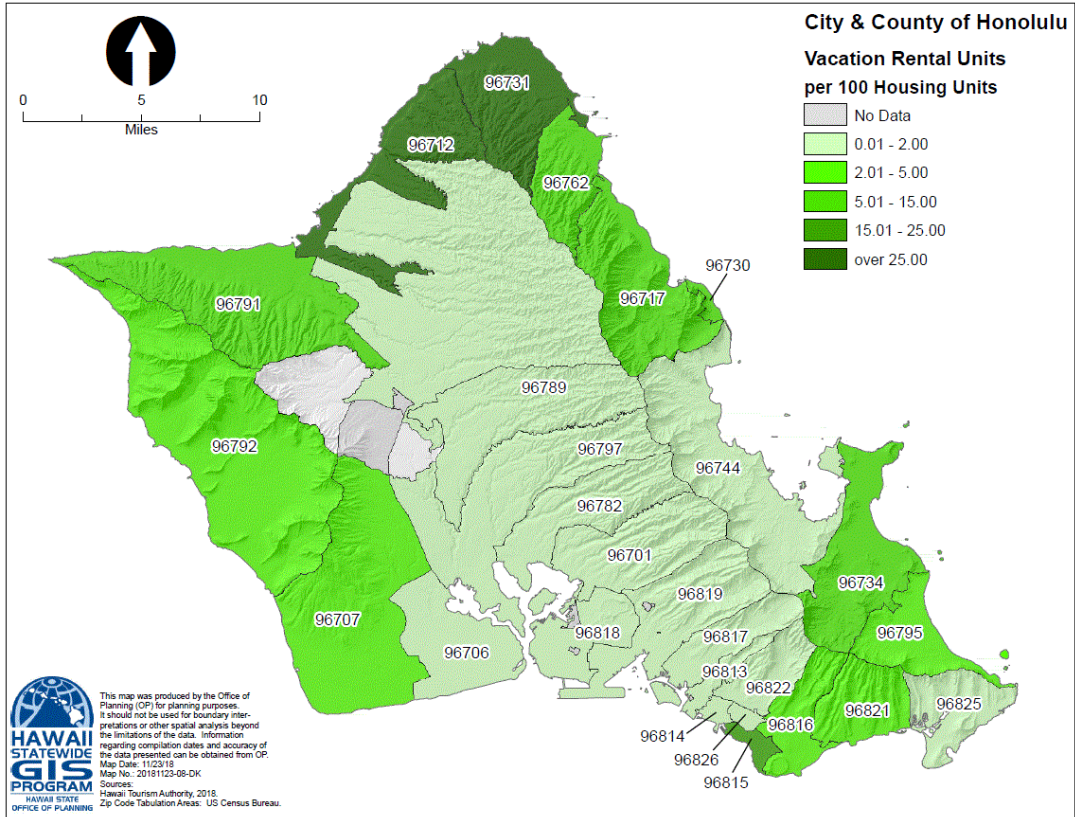 City & County of Honolulu
Vacation Rental Units
per 100 Housing Units
No Data
0.01 - 2.00
2.01 - 5.00
5.01 - 15.00
15.01 - 25.00
over 25.00
0 5 10
Miles
96731
96712
96762
96730
96717
96791
96789
96792
96797
96744
96782
96701
96734
96819
96707
96818
96795
96706
96817
96813
96822
96825
96816
96821
96814
96826
96815
HAWAII
STATEWIDE
GIS
PROGRAM
HAWAII STATE
OFFICE OF PLANNING
This map was produced by the Office of
Planning (OP) for planning purposes.
It should not be used for boundary inter-
pretations or other spatial analysis beyond
the limitations of the data. Information
regarding compilation dates and accuracy of
the data presented can be obtained from OP.
Map Date: 11/23/18
Map No.: 20181123-08-DK
Sources:
Hawaii Tourism Authority, 2018.
Zip Code Tabulation Areas: US Census Bureau.